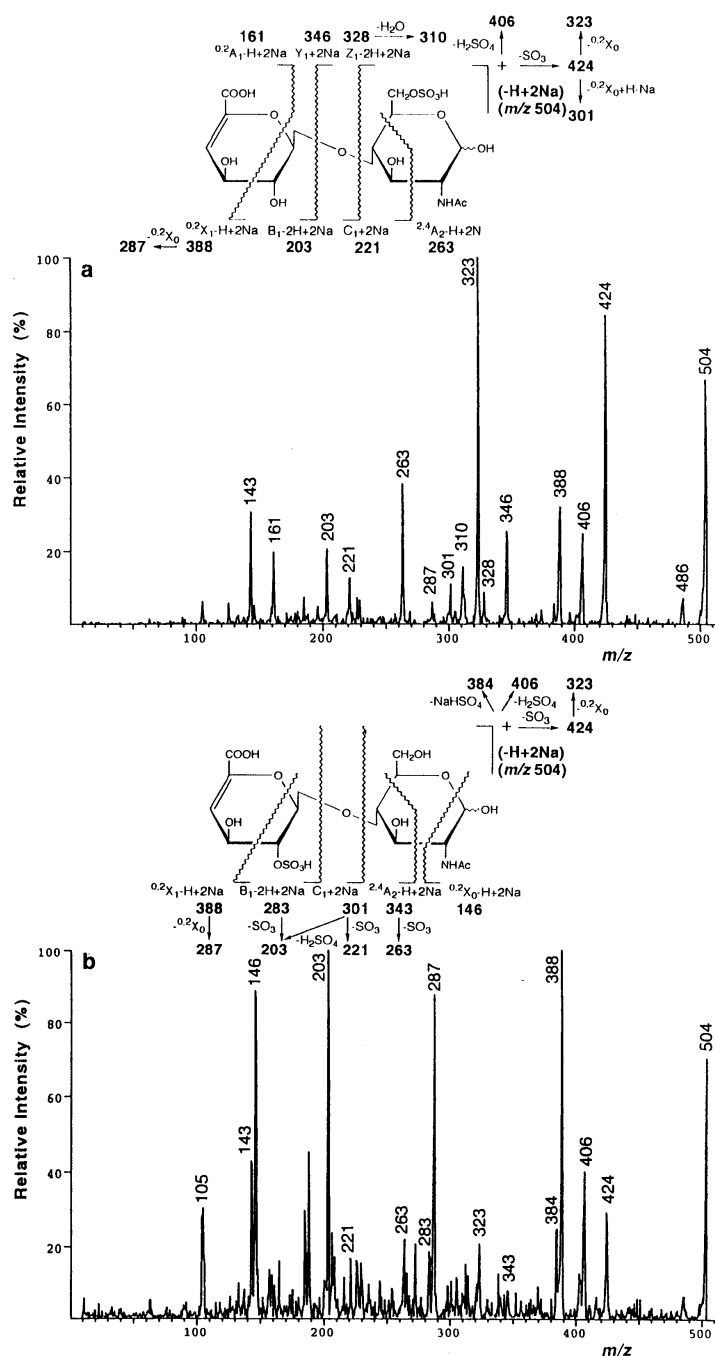 161 346 328 -H₂O 310 406 323
⁰,²A₁-H+2Na Y₁+2Na Z₁-2H+2Na -H₂SO₄ -⁰,²X₀
+ -SO₃ 424
(-H+2Na) -⁰,²X₀+H-Na
(m/z 504) 301
COOH CH₂OSO₃H
O O
OH O OH OH
OH NHAc
⁰,²X₁-H+2Na B₁-2H+2Na C₁+2Na ²,⁴A₂-H+2N
287 -⁰,²X₀ 388 203 221 263
a
Relative Intensity (%)
100
80
60
40
20
143 161 203 221 263 287 301 310 323 328 346 388 406 424 486 504
100 200 300 400 500
m/z
384 406 323
-NaHSO₄ -H₂SO₄ -⁰,²X₀
+ -SO₃ 424
(-H+2Na)
(m/z 504)
COOH CH₂OH
O O
OH O OH OH
OSO₃H NHAc
⁰,²X₁-H+2Na B₁-2H+2Na C₁+2Na ²,⁴A₂-H+2Na ⁰,²X₀-H+2Na
388 283 301 343 146
-⁰,²X₀ -SO₃ -H₂SO₄ -SO₃ -SO₃
287 203 221 263
b
Relative Intensity (%)
100
80
60
40
20
105 143 146 203 221 263 283 287 323 343 384 388 406 424 504
100 200 300 400 500
m/z